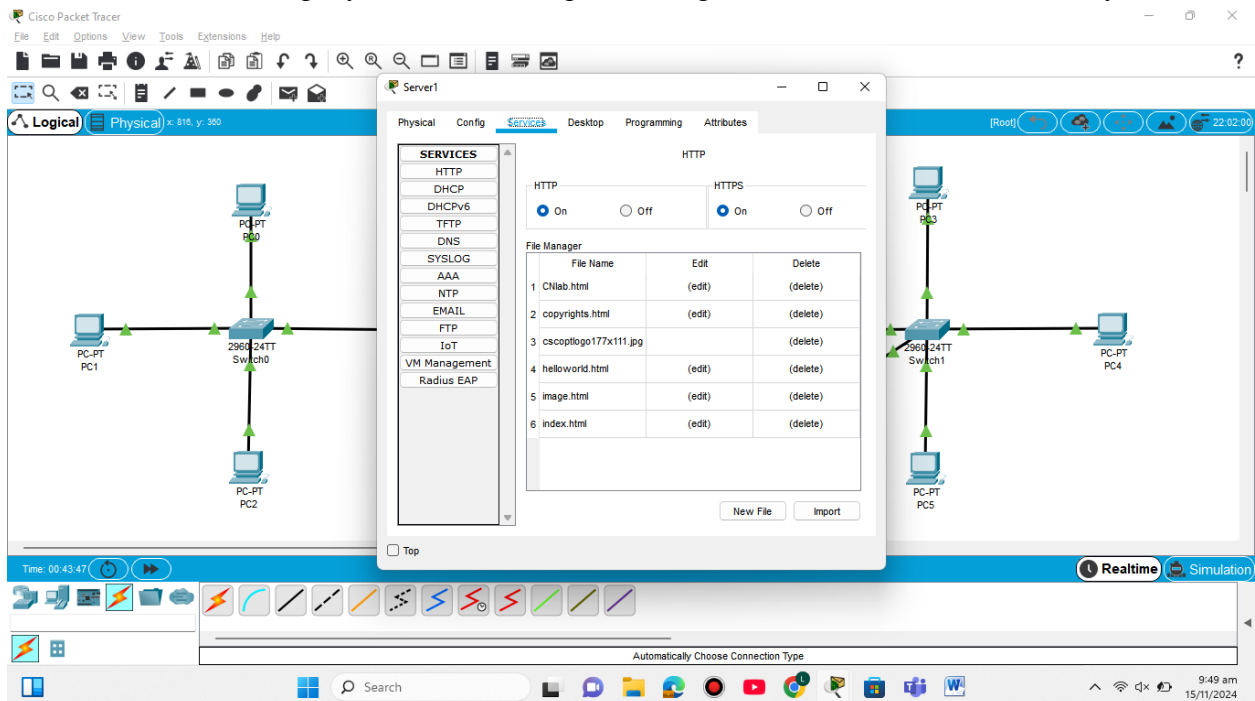 Cisco Packet Tracer
File Edit Options View Tools Extensions Help
?
Logical Physical x: 816, y: 360
[Root] 22:02:00
Server1
Physical Config Services Desktop Programming Attributes
SERVICES
HTTP
DHCP
DHCPv6
TFTP
DNS
SYSLOG
AAA
NTP
EMAIL
FTP
IoT
VM Management
Radius EAP
HTTP
HTTP
On Off
HTTPS
On Off
File Manager
File Name Edit Delete
1 CNlab.html (edit) (delete)
2 copyrights.html (edit) (delete)
3 cscoptlogo177x111.jpg (delete)
4 helloworld.html (edit) (delete)
5 image.html (edit) (delete)
6 index.html (edit) (delete)
New File Import
Top
PC-PT
PC0
PC-PT
PC1
2960-24TT
Switch0
PC-PT
PC2
PC-PT
PC3
2960-24TT
Switch1
PC-PT
PC4
PC-PT
PC5
Time: 00:43:47
Realtime Simulation
Automatically Choose Connection Type
Search
9:49 am
15/11/2024